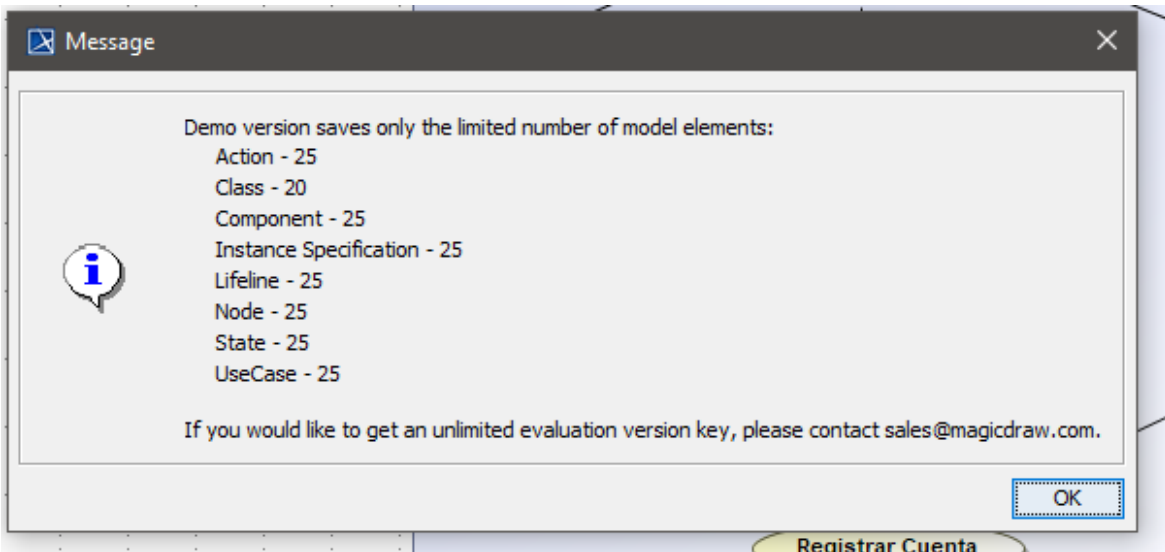 Message
Demo version saves only the limited number of model elements:
Action - 25
Class - 20
Component - 25
Instance Specification - 25
Lifeline - 25
Node - 25
State - 25
UseCase - 25
If you would like to get an unlimited evaluation version key, please contact sales@magicdraw.com.
OK
Registrar Cuenta